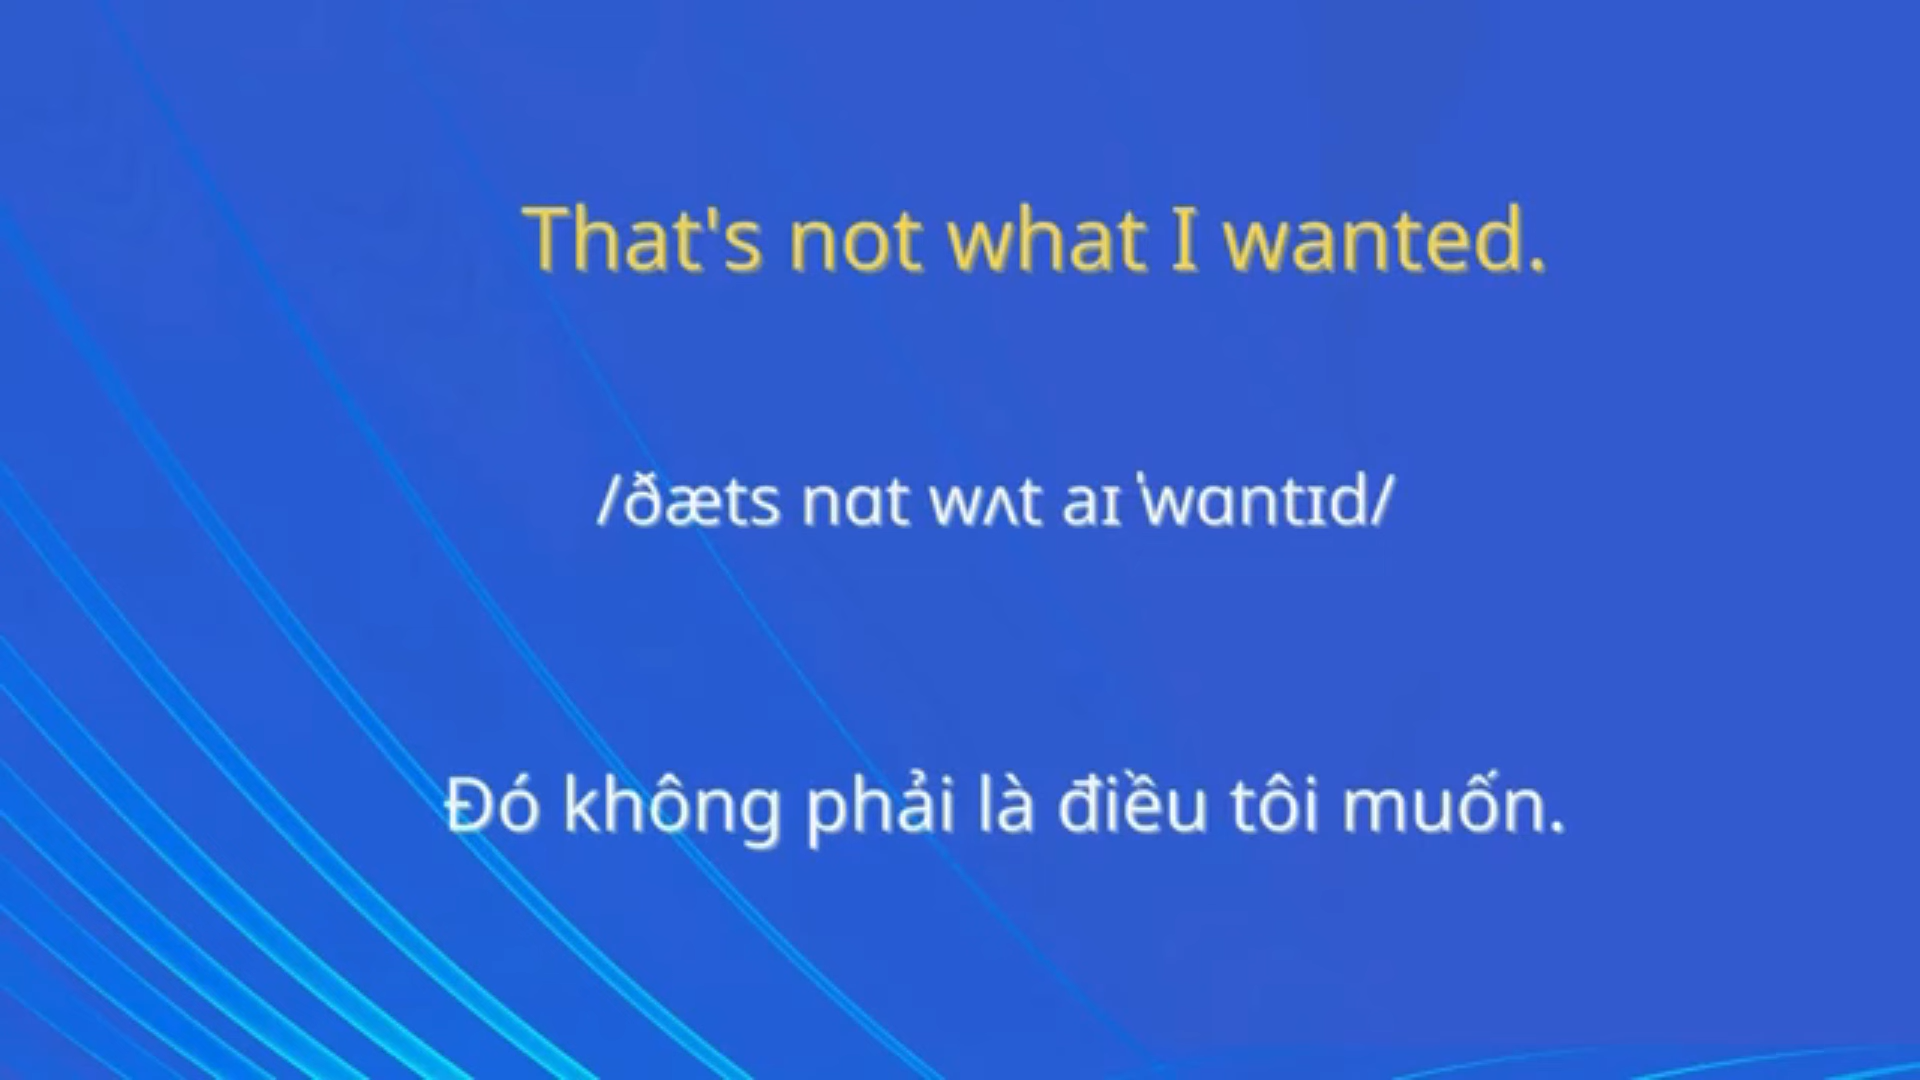 That's not what I wanted.
/ðæts nɑt wʌt aɪ ˈwɑntɪd/
Đó không phải là điều tôi muốn.